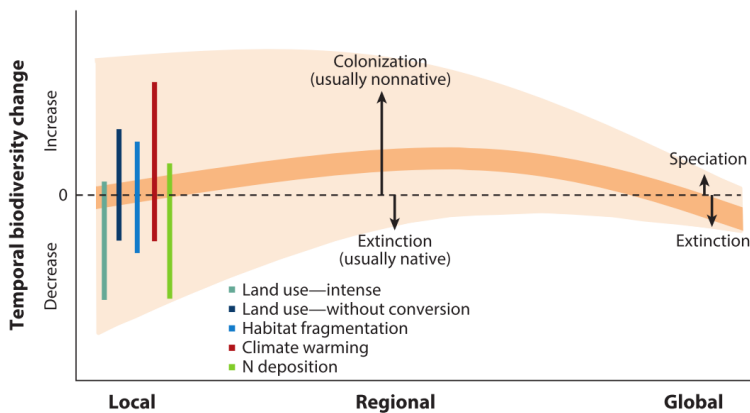 Temporal biodiversity change
Increase
0
Decrease
Colonization
(usually nonnative)
Extinction
(usually native)
Speciation
Extinction
Land use—intense
Land use—without conversion
Habitat fragmentation
Climate warming
N deposition
Local
Regional
Global